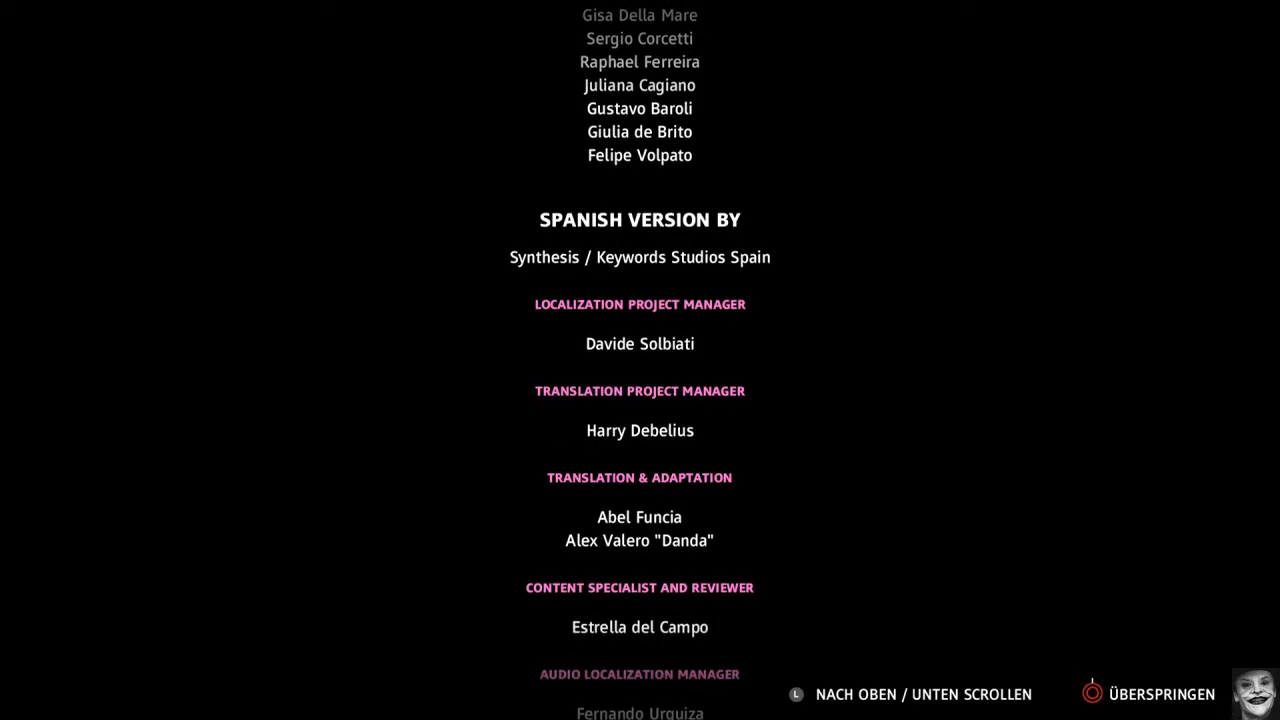 Gisa Della Mare
Sergio Corcetti
Raphael Ferreira
Juliana Cagiano
Gustavo Baroli
Giulia de Brito
Felipe Volpato
SPANISH VERSION BY
Synthesis / Keywords Studios Spain
LOCALIZATION PROJECT MANAGER
Davide Solbiati
TRANSLATION PROJECT MANAGER
Harry Debelius
TRANSLATION & ADAPTATION
Abel Funcia
Alex Valero "Danda"
CONTENT SPECIALIST AND REVIEWER
Estrella del Campo
AUDIO LOCALIZATION MANAGER
Fernando Urquiza
L NACH OBEN / UNTEN SCROLLEN
ÜBERSPRINGEN